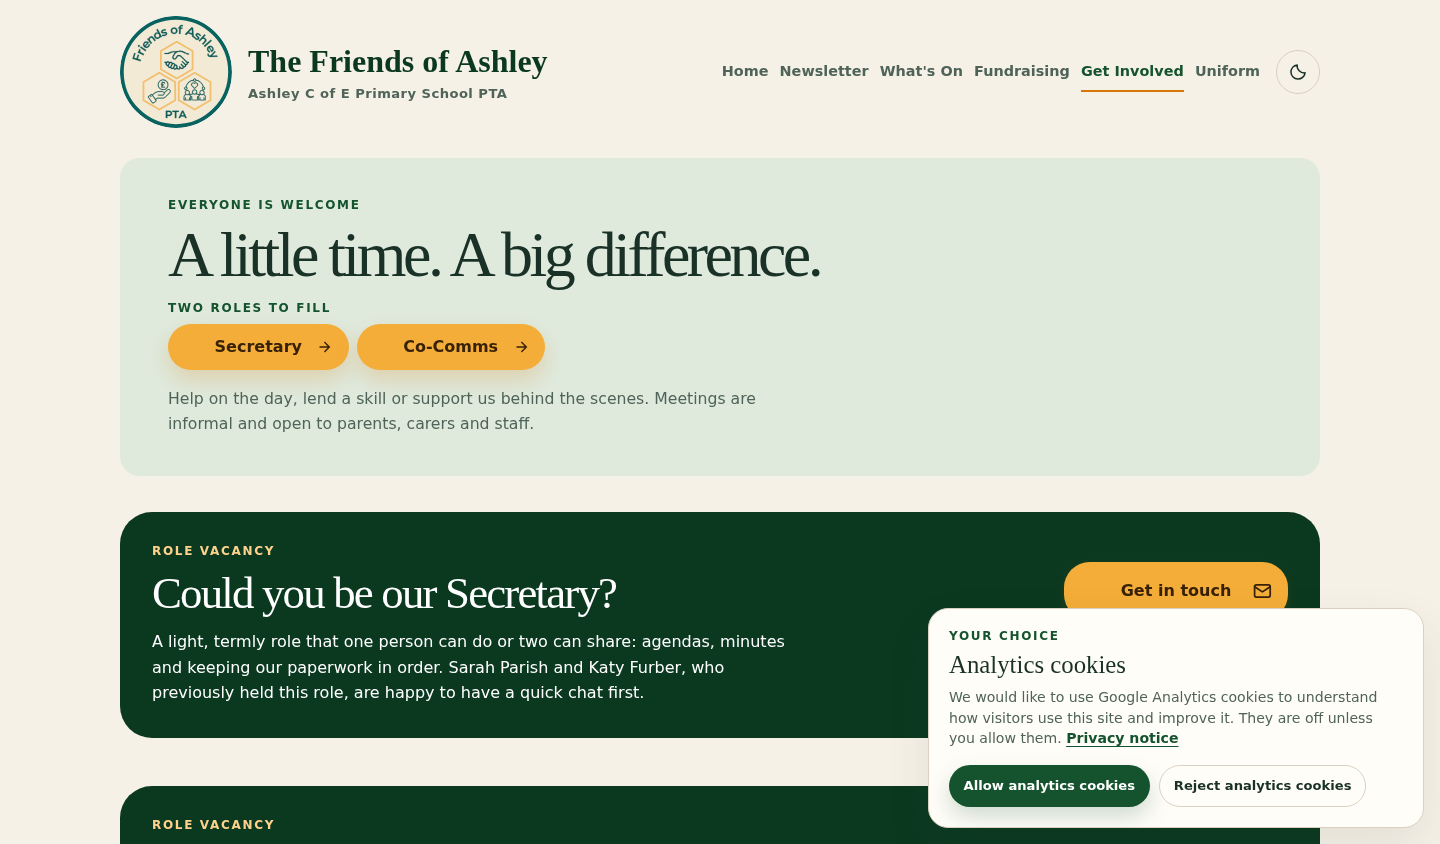 Friends of Ashley
£
PTA
The Friends of Ashley
Ashley C of E Primary School PTA
Home Newsletter What's On Fundraising Get Involved Uniform
EVERYONE IS WELCOME
A little time. A big difference.
TWO ROLES TO FILL
Secretary
Co-Comms
Help on the day, lend a skill or support us behind the scenes. Meetings are
informal and open to parents, carers and staff.
ROLE VACANCY
Could you be our Secretary?
A light, termly role that one person can do or two can share: agendas, minutes
and keeping our paperwork in order. Sarah Parish and Katy Furber, who
previously held this role, are happy to have a quick chat first.
Get in touch
ROLE VACANCY
YOUR CHOICE
Analytics cookies
We would like to use Google Analytics cookies to understand
how visitors use this site and improve it. They are off unless
you allow them. Privacy notice
Allow analytics cookies
Reject analytics cookies